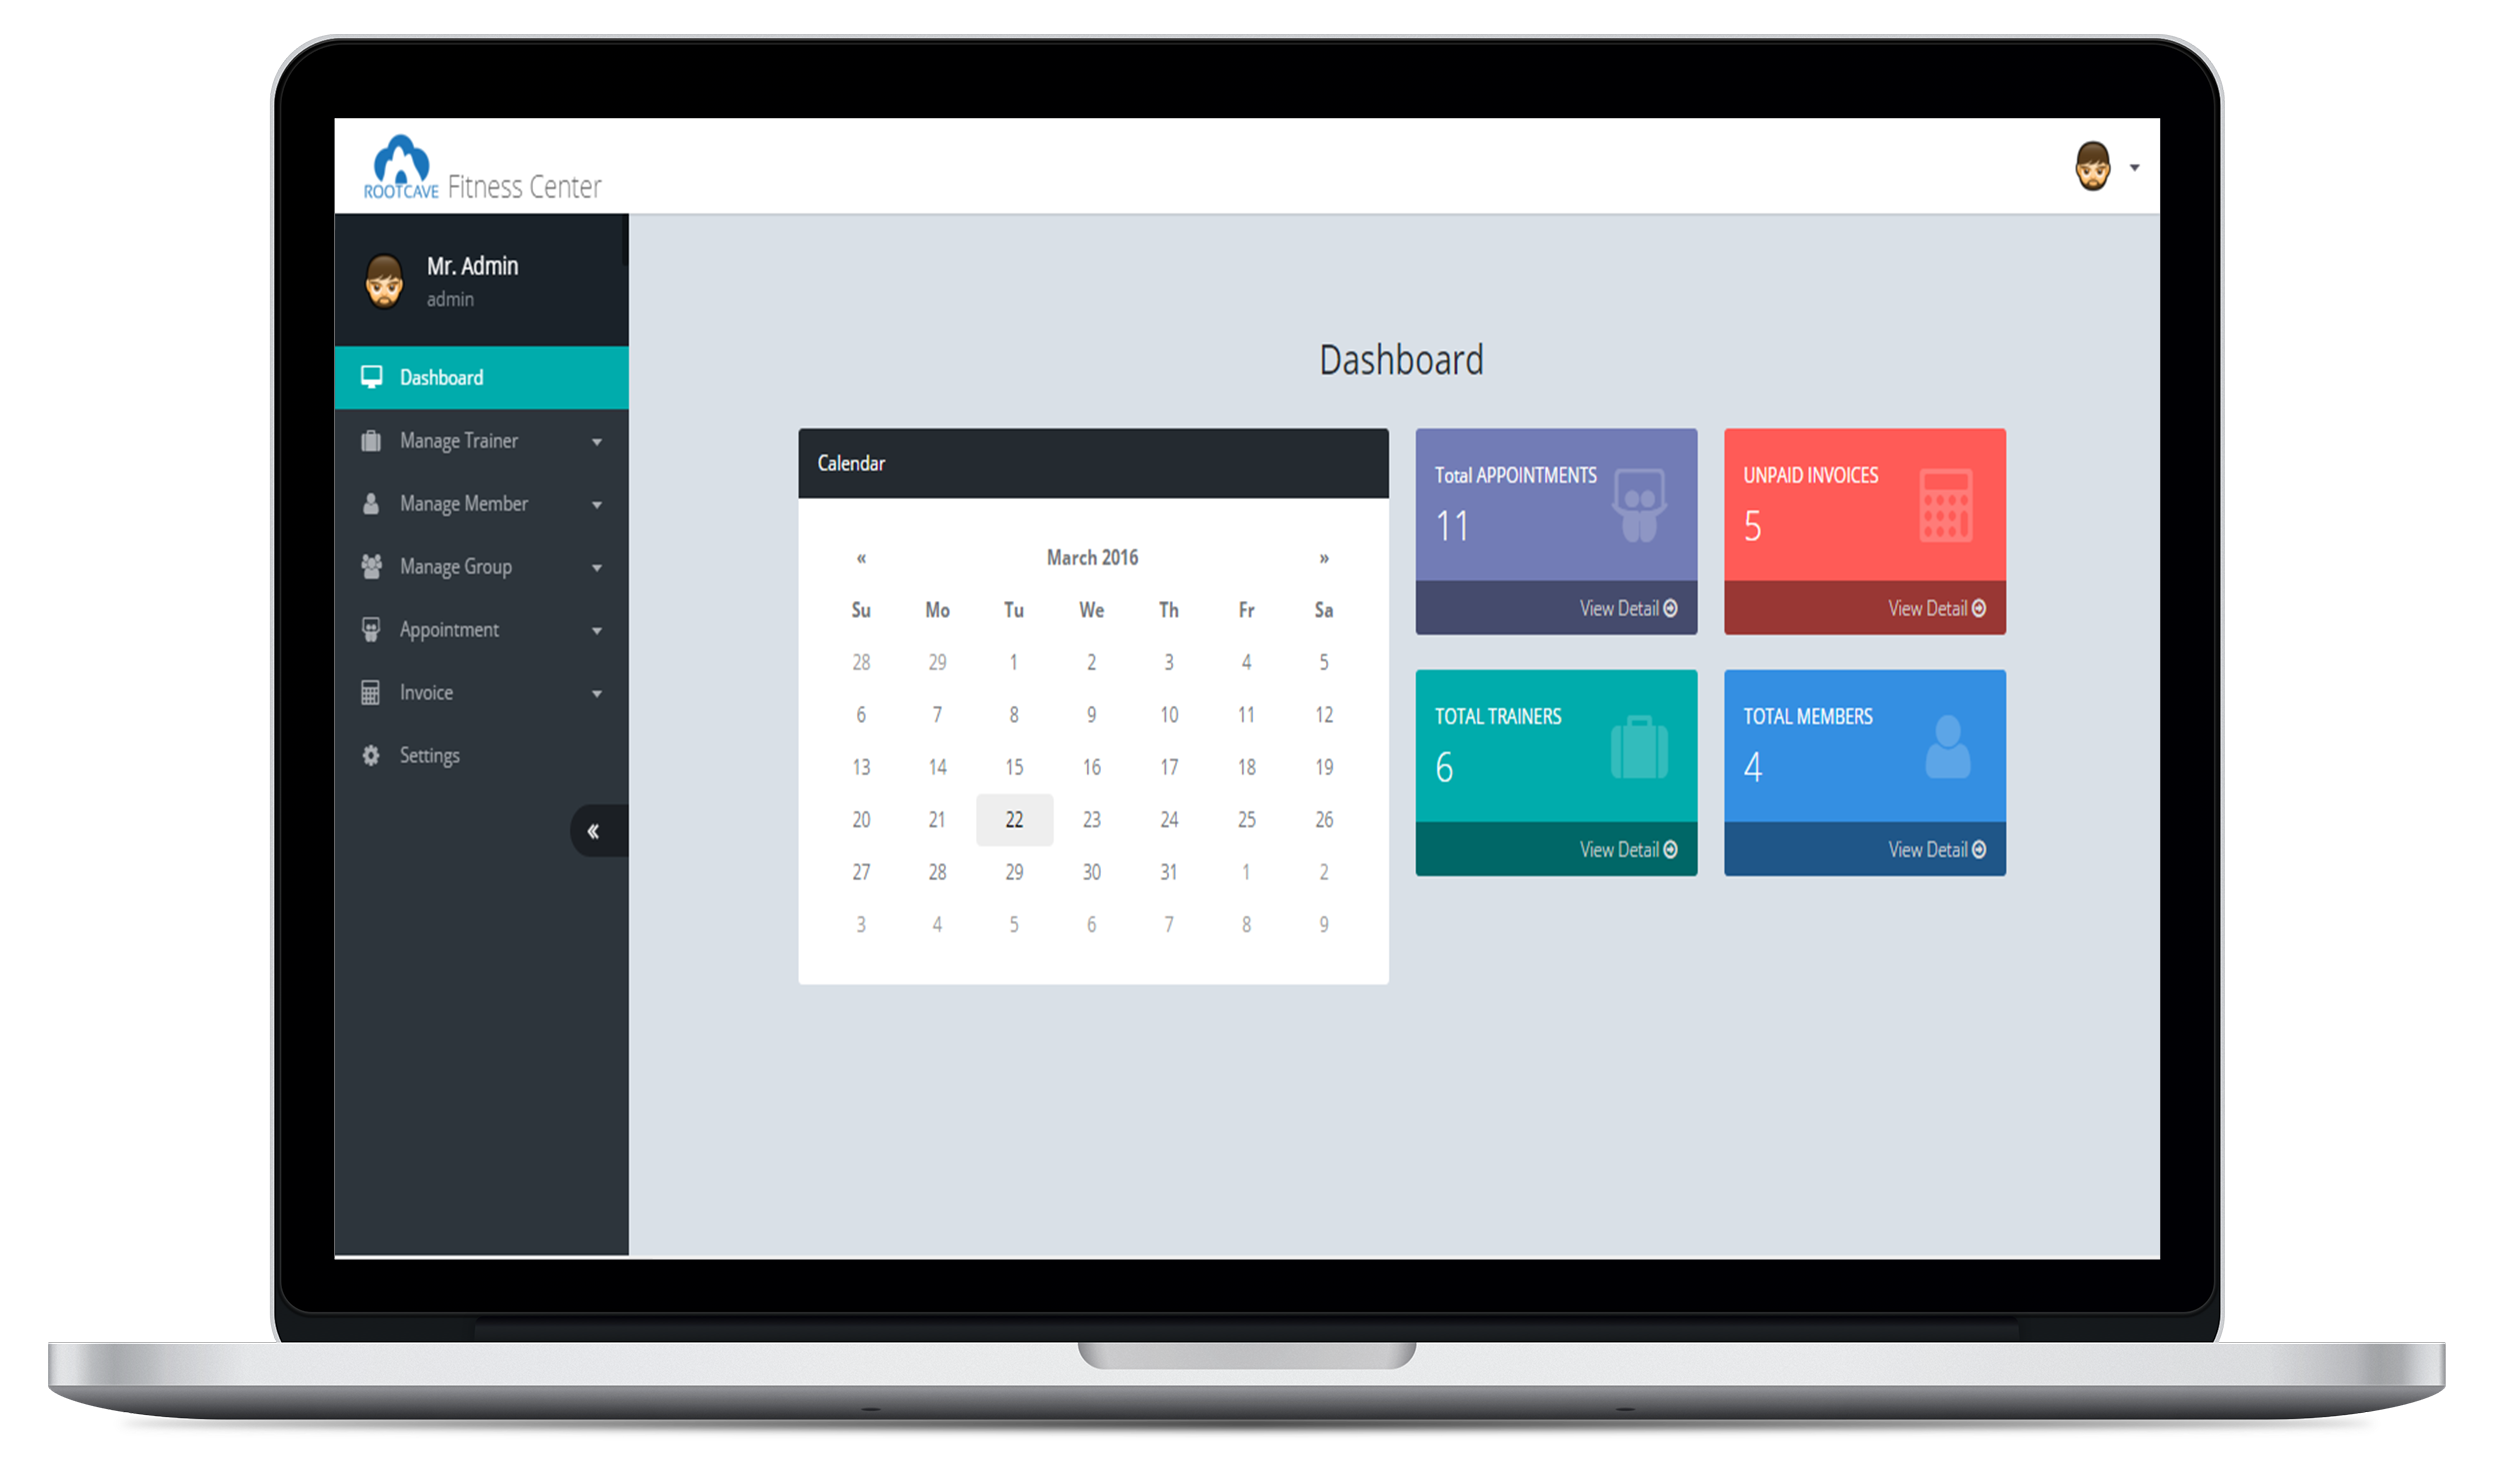 ROOTCAVE Fitness Center
Mr. Admin
admin
Dashboard
Manage Trainer
Manage Member
Manage Group
Appointment
Invoice
Settings
«
Dashboard
Calendar
« March 2016 »
Su Mo Tu We Th Fr Sa
28 29 1 2 3 4 5
6 7 8 9 10 11 12
13 14 15 16 17 18 19
20 21 22 23 24 25 26
27 28 29 30 31 1 2
3 4 5 6 7 8 9
Total APPOINTMENTS
11
View Detail
UNPAID INVOICES
5
View Detail
TOTAL TRAINERS
6
View Detail
TOTAL MEMBERS
4
View Detail